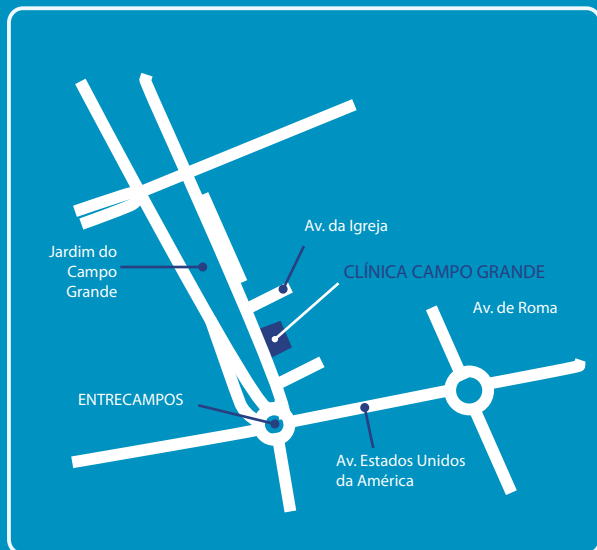 Av. da Igreja
Jardim do
Campo
Grande
CLÍNICA CAMPO GRANDE
Av. de Roma
ENTRECAMPOS
Av. Estados Unidos
da América